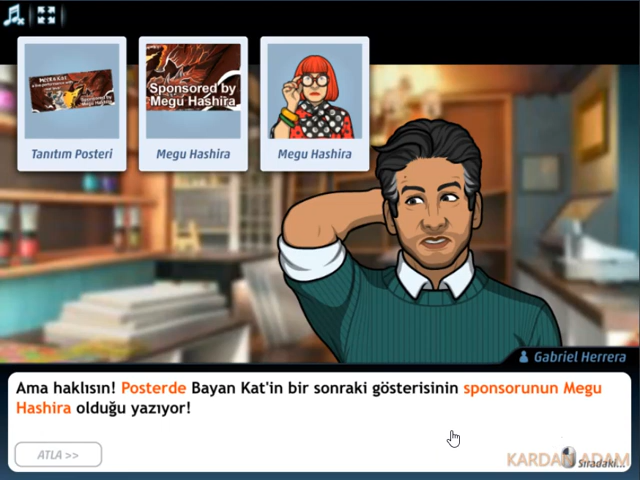 Sponsored by
Megu Hashira
Tanıtım Posteri
Megu Hashira
Megu Hashira
Gabriel Herrera
Ama haklısın! Posterde Bayan Kat'in bir sonraki gösterisinin sponsorunun Megu
Hashira olduğu yazıyor!
ATLA >>
KARDAN ADAM
Sıradaki...